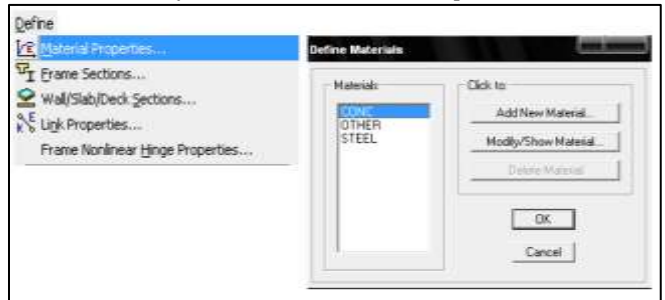 Define
Material Properties...
Frame Sections...
Wall/Slab/Deck Sections...
Link Properties...
Frame Nonlinear Hinge Properties...
Define Materials
Materials
CONC
OTHER
STEEL
Click to:
Add New Material...
Modify/Show Material...
Delete Material
OK
Cancel